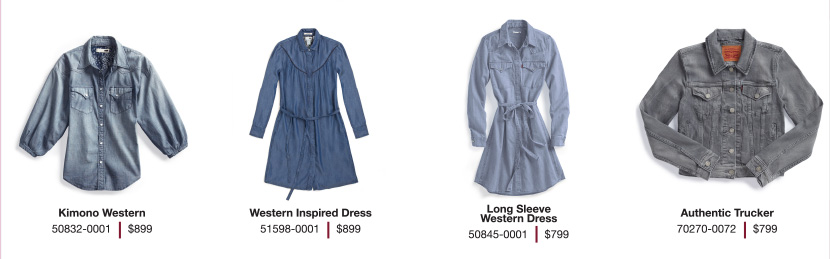 Kimono Western
50832-0001 | $899
Western Inspired Dress
51598-0001 | $899
Long Sleeve
Western Dress
50845-0001 | $799
Authentic Trucker
70270-0072 | $799